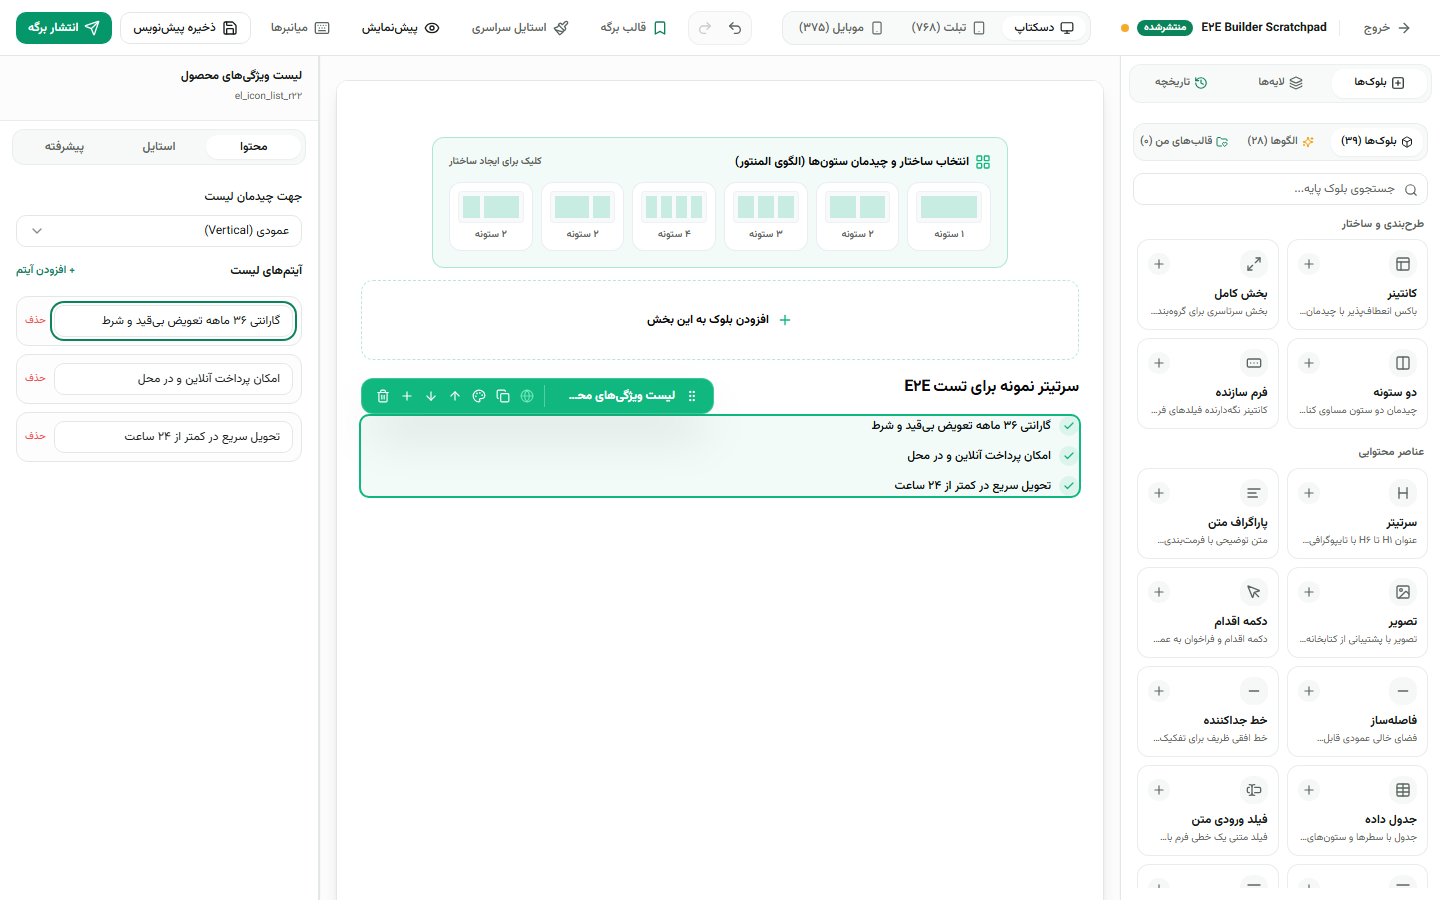 خروج
E2E Builder Scratchpad
منتشرشده
دسکتاپ
تبلت (۷۶۸)
موبایل (۳۷۵)
قالب برگه
استایل سراسری
پیش‌نمایش
میانبرها
ذخیره پیش‌نویس
انتشار برگه
بلوک‌ها
لایه‌ها
تاریخچه
بلوک‌ها (۳۹)
الگوها (۲۸)
قالب‌های من (۰)
جستجوی بلوک پایه...
طرح‌بندی و ساختار
کانتینر
باکس انعطاف‌پذیر با چیدمان...
بخش کامل
بخش سرتاسری برای گروه‌بند...
دو ستونه
چیدمان دو ستون مساوی کنا...
فرم سازنده
کانتینر نگه‌دارنده فیلدهای فر...
عناصر محتوایی
سرتیتر
عنوان H۱ تا H۶ با تایپوگرافی...
پاراگراف متن
متن توضیحی با فرمت‌بندی...
تصویر
تصویر با پشتیبانی از کتابخانه...
دکمه اقدام
دکمه اقدام و فراخوان به عمـ...
فاصله‌ساز
فضای خالی عمودی قابل...
خط جداکننده
خط افقی ظریف برای تفکیک...
جدول داده
جدول با سطرها و ستون‌های...
فیلد ورودی متن
فیلد متنی یک خطی فرم با...
انتخاب ساختار و چیدمان ستون‌ها (الگوی المنتور)
کلیک برای ایجاد ساختار
۱ ستونه
۲ ستونه
۳ ستونه
۴ ستونه
۲ ستونه
۲ ستونه
افزودن بلوک به این بخش
سرتیتر نمونه برای تست E2E
لیست ویژگی‌های محـ...
گارانتی ۳۶ ماهه تعویض بی‌قید و شرط
امکان پرداخت آنلاین و در محل
تحویل سریع در کمتر از ۲۴ ساعت
لیست ویژگی‌های محصول
el_icon_list_r۲۲
محتوا
استایل
پیشرفته
جهت چیدمان لیست
عمودی (Vertical)
آیتم‌های لیست
+ افزودن آیتم
گارانتی ۳۶ ماهه تعویض بی‌قید و شرط
حذف
امکان پرداخت آنلاین و در محل
حذف
تحویل سریع در کمتر از ۲۴ ساعت
حذف